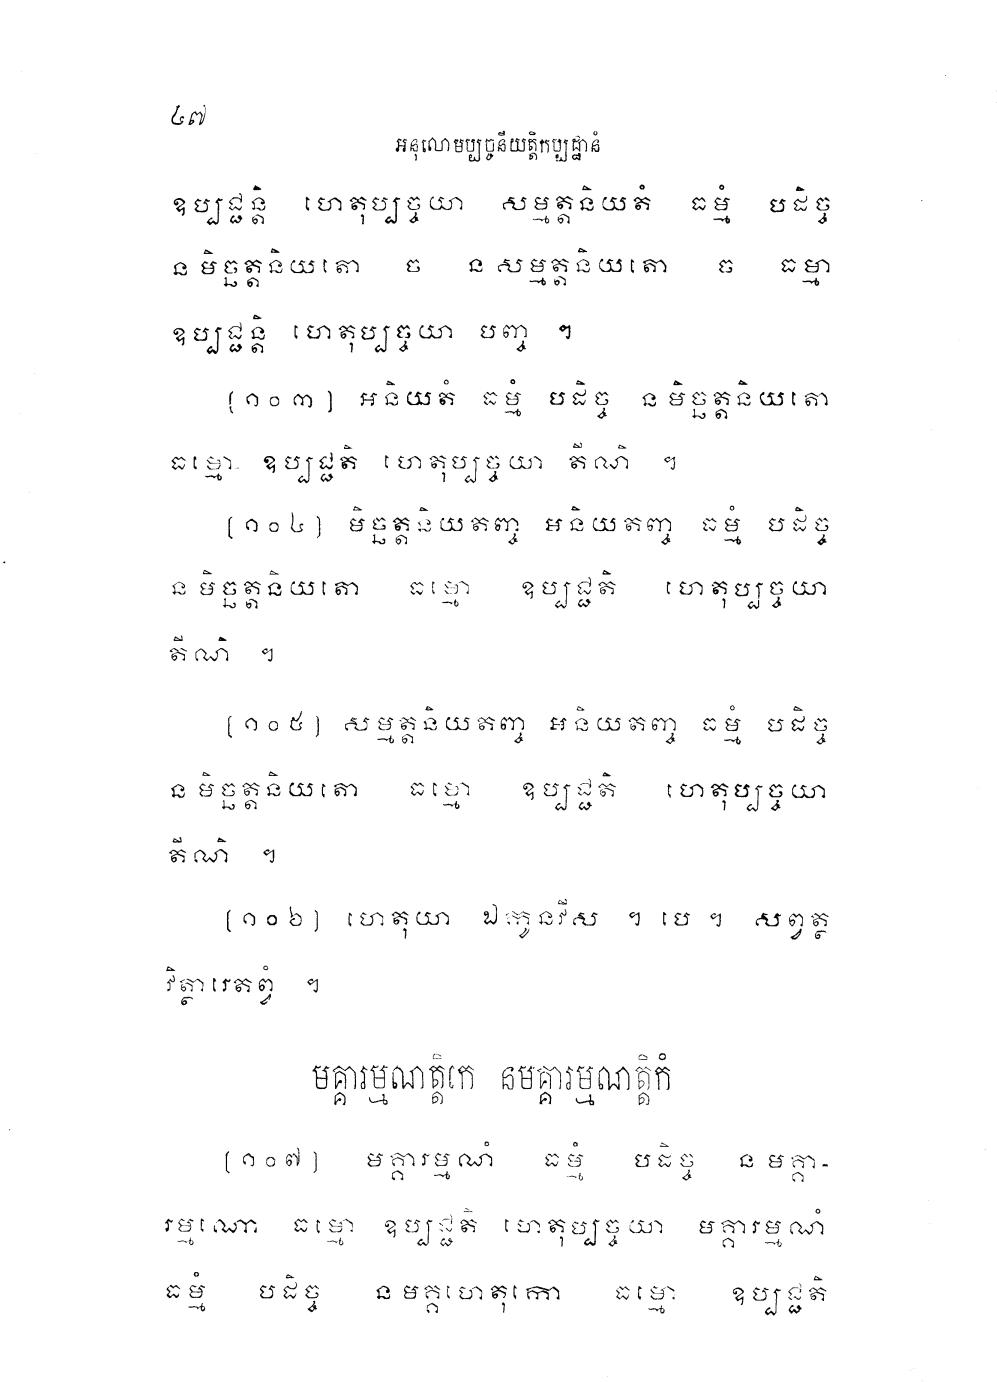 ៤៧
អនុលោមប្បច្ចនីយត្តិកប្បដ្ឋានំ
ឧប្បជ្ជន្តិ ហេតុប្បច្ចយា សម្មត្តនិយតំ ធម្មំ បដិច្ច
ន មិច្ឆត្តនិយតោ ច ន សម្មត្តនិយតោ ច ធម្មា
ឧប្បជ្ជន្តិ ហេតុប្បច្ចយា បញ្ច ។
[១០៣] អនិយតំ ធម្មំ បដិច្ច ន មិច្ឆត្តនិយតោ
ធម្មោ ឧប្បជ្ជតិ ហេតុប្បច្ចយា តីណិ ។
[១០៤] មិច្ឆត្តនិយតញ្ច អនិយតញ្ច ធម្មំ បដិច្ច
ន មិច្ឆត្តនិយតោ ធម្មោ ឧប្បជ្ជតិ ហេតុប្បច្ចយា
តីណិ ។
[១០៥] សម្មត្តនិយតញ្ច អនិយតញ្ច ធម្មំ បដិច្ច
ន មិច្ឆត្តនិយតោ ធម្មោ ឧប្បជ្ជតិ ហេតុប្បច្ចយា
តីណិ ។
[១០៦] ហេតុយា ឯកូនវីស ។ បេ ។ សព្វត្ថ
វិត្ថារេតព្វំ ។
មគ្គារម្មណត្តិកេ នមគ្គារម្មណត្តិកំ
[១០៧] មគ្គារម្មណំ ធម្មំ បដិច្ច ន មគ្គា-
រម្មណោ ធម្មោ ឧប្បជ្ជតិ ហេតុប្បច្ចយា មគ្គារម្មណំ
ធម្មំ បដិច្ច ន មគ្គហេតុកោ ធម្មោ ឧប្បជ្ជតិ